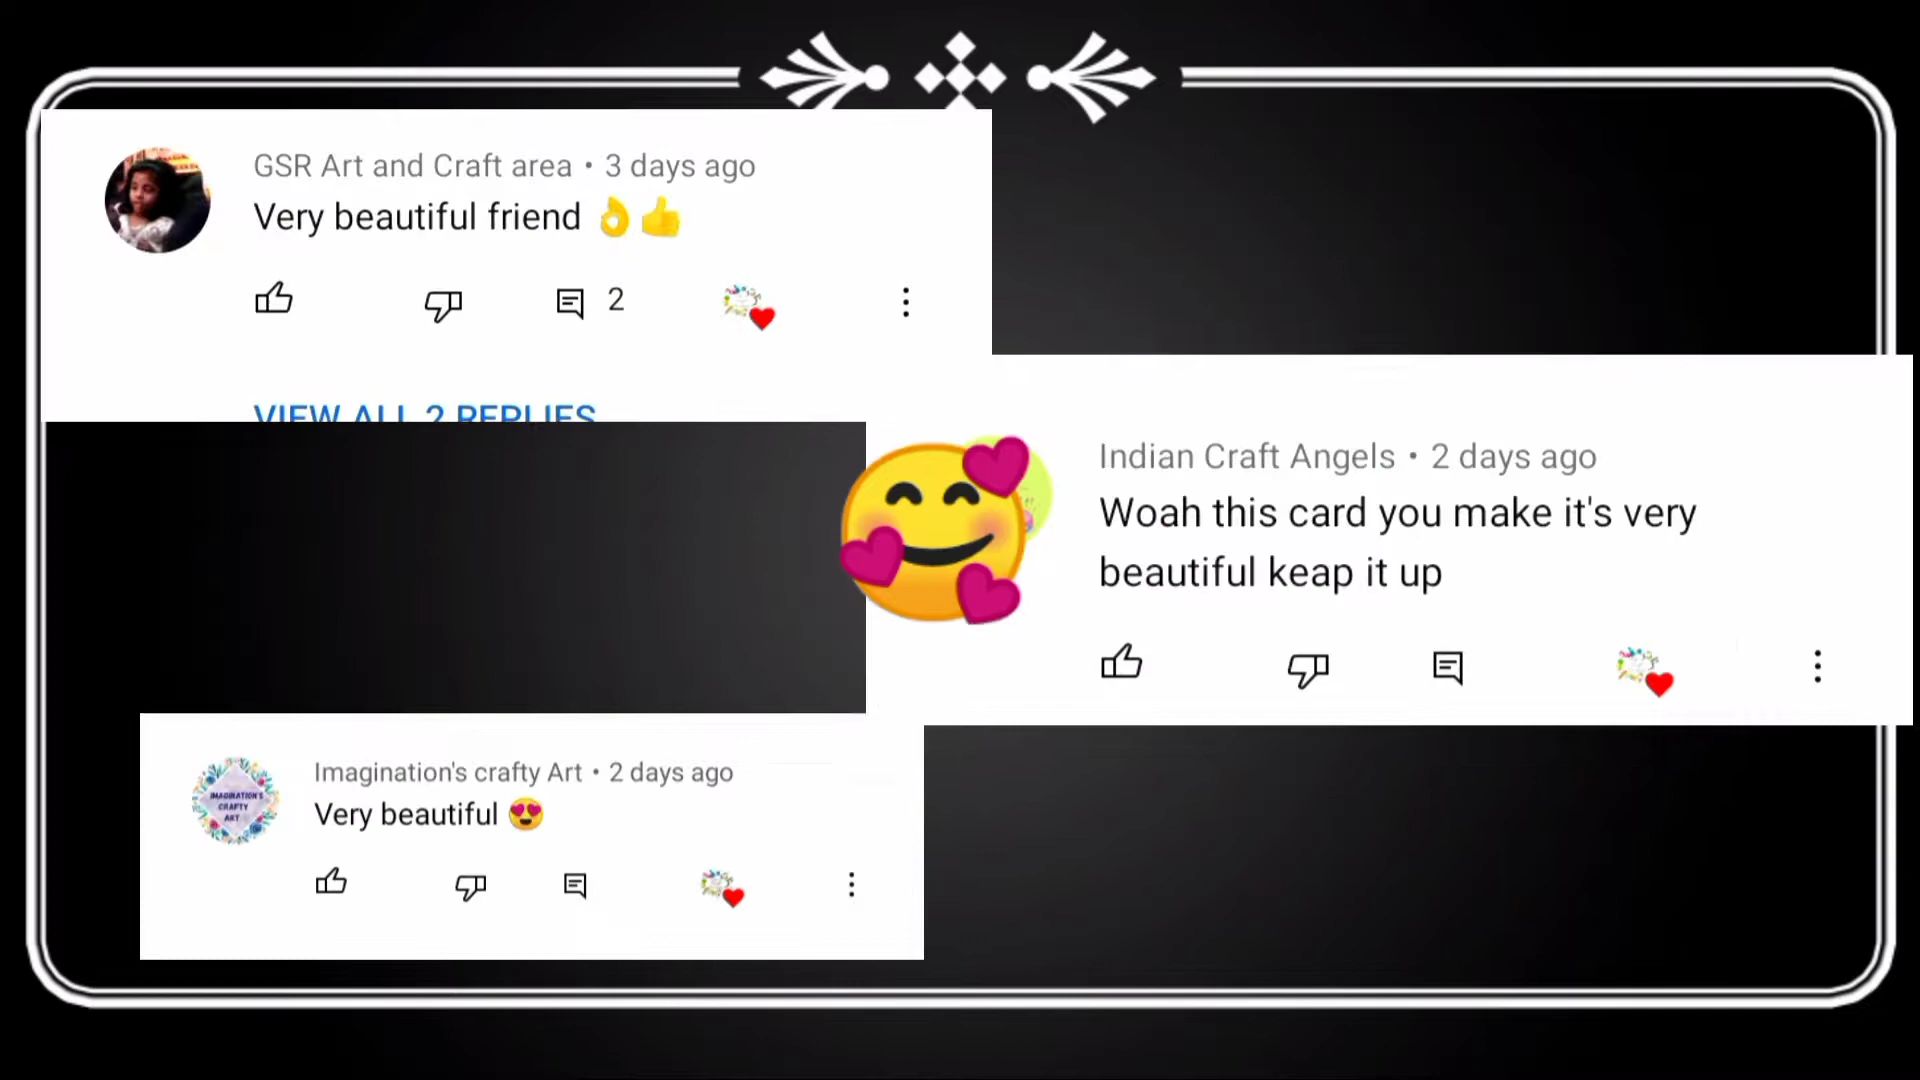 GSR Art and Craft area • 3 days ago
Very beautiful friend 👌👍
2
VIEW ALL 2 REPLIES
Indian Craft Angels • 2 days ago
Woah this card you make it's very
beautiful keap it up
IMAGINATION'S
CRAFTY
ART
Imagination's crafty Art • 2 days ago
Very beautiful 😍